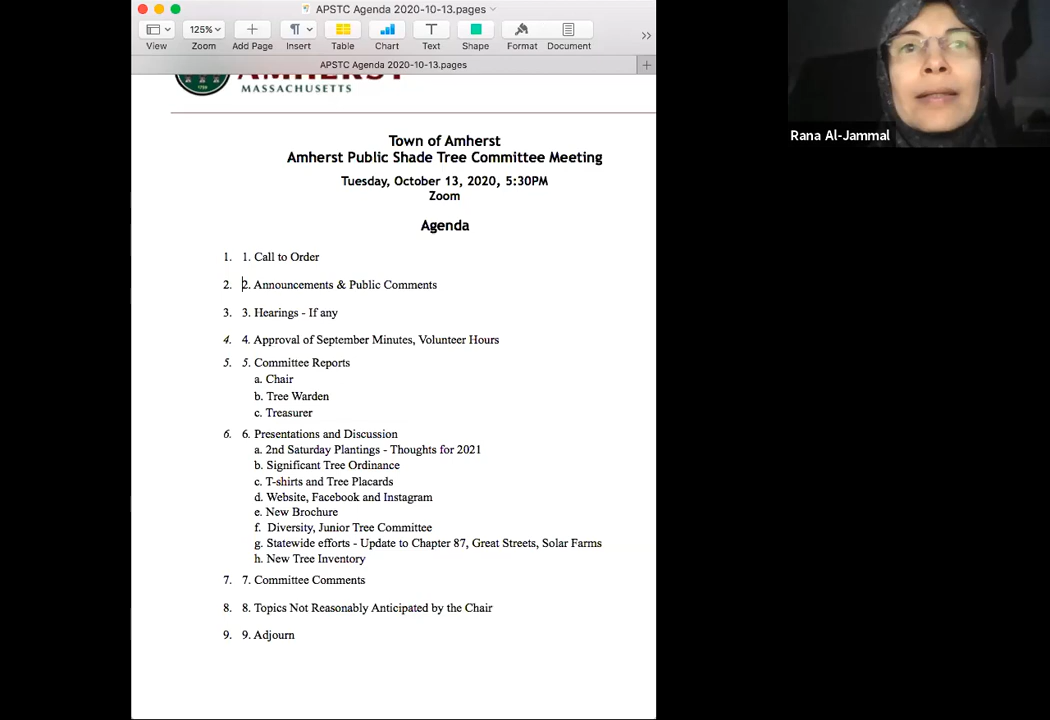 APSTC Agenda 2020-10-13.pages
125%
View Zoom Add Page Insert Table Chart Text Shape Format Document
APSTC Agenda 2020-10-13.pages
AMHERST
MASSACHUSETTS
Town of Amherst
Amherst Public Shade Tree Committee Meeting
Tuesday, October 13, 2020, 5:30PM
Zoom
Agenda
1. 1. Call to Order
2. 2. Announcements & Public Comments
3. 3. Hearings - If any
4. 4. Approval of September Minutes, Volunteer Hours
5. 5. Committee Reports
a. Chair
b. Tree Warden
c. Treasurer
6. 6. Presentations and Discussion
a. 2nd Saturday Plantings - Thoughts for 2021
b. Significant Tree Ordinance
c. T-shirts and Tree Placards
d. Website, Facebook and Instagram
e. New Brochure
f. Diversity, Junior Tree Committee
g. Statewide efforts - Update to Chapter 87, Great Streets, Solar Farms
h. New Tree Inventory
7. 7. Committee Comments
8. 8. Topics Not Reasonably Anticipated by the Chair
9. 9. Adjourn
Rana Al-Jammal